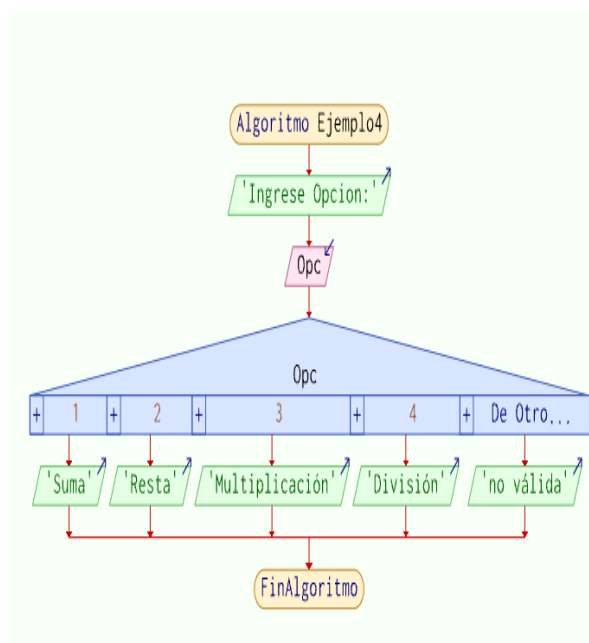 Algoritmo Ejemplo4
'Ingrese Opcion:'
Opc
Opc
+ 1 + 2 + 3 + 4 + De Otro...
'Suma' 'Resta' 'Multiplicación' 'División' 'no válida'
FinAlgoritmo